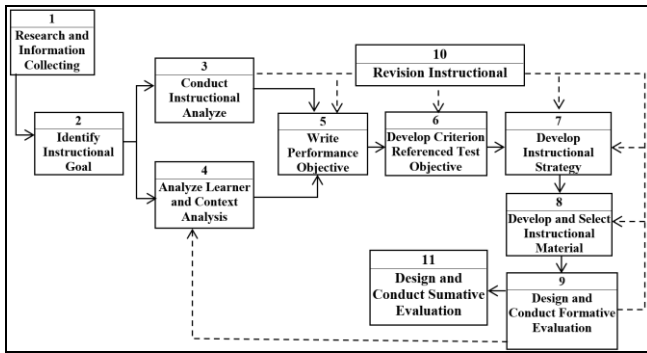 1
Research and
Information
Collecting
2
Identify
Instructional
Goal
3
Conduct
Instructional
Analyze
4
Analyze Learner
and Context
Analysis
10
Revision Instructional
5
Write
Performance
Objective
6
Develop Criterion
Referenced Test
Objective
7
Develop
Instructional
Strategy
8
Develop and Select
Instructional
Material
11
Design and
Conduct Sumative
Evaluation
9
Design and
Conduct Formative
Evaluation